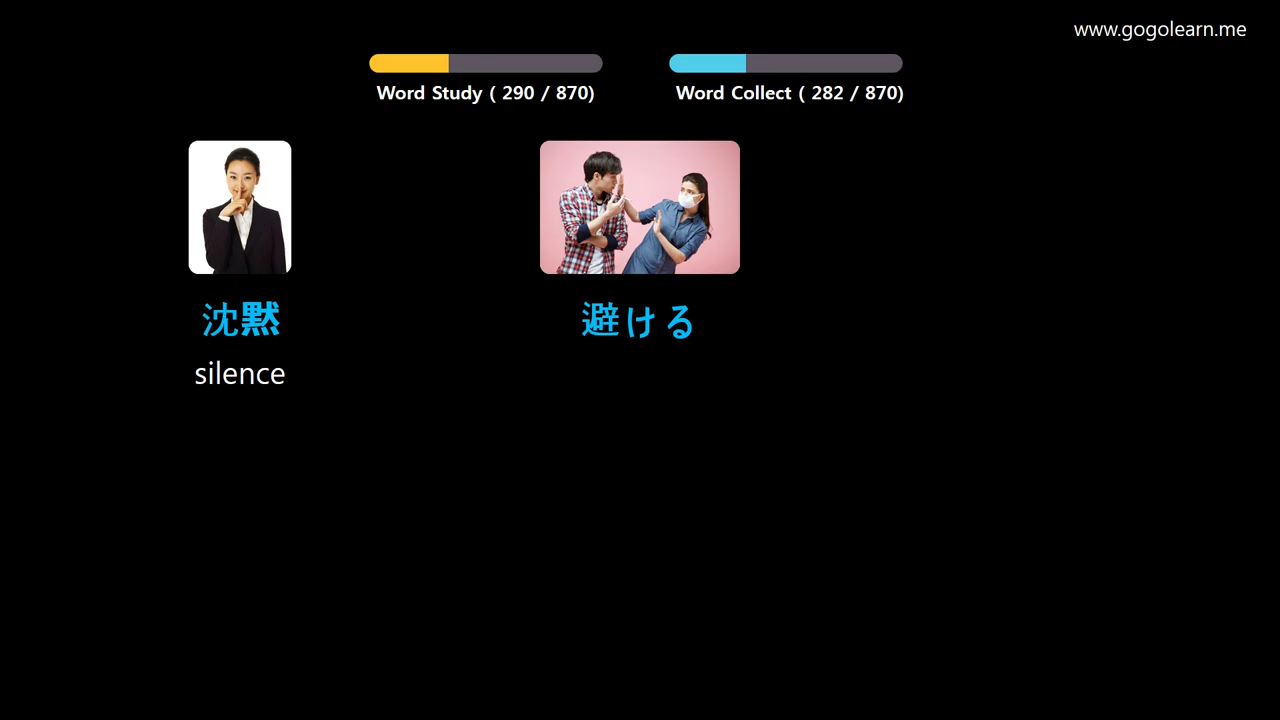 www.gogolearn.me
Word Study ( 290 / 870)
Word Collect ( 282 / 870)
沈黙
silence
避ける